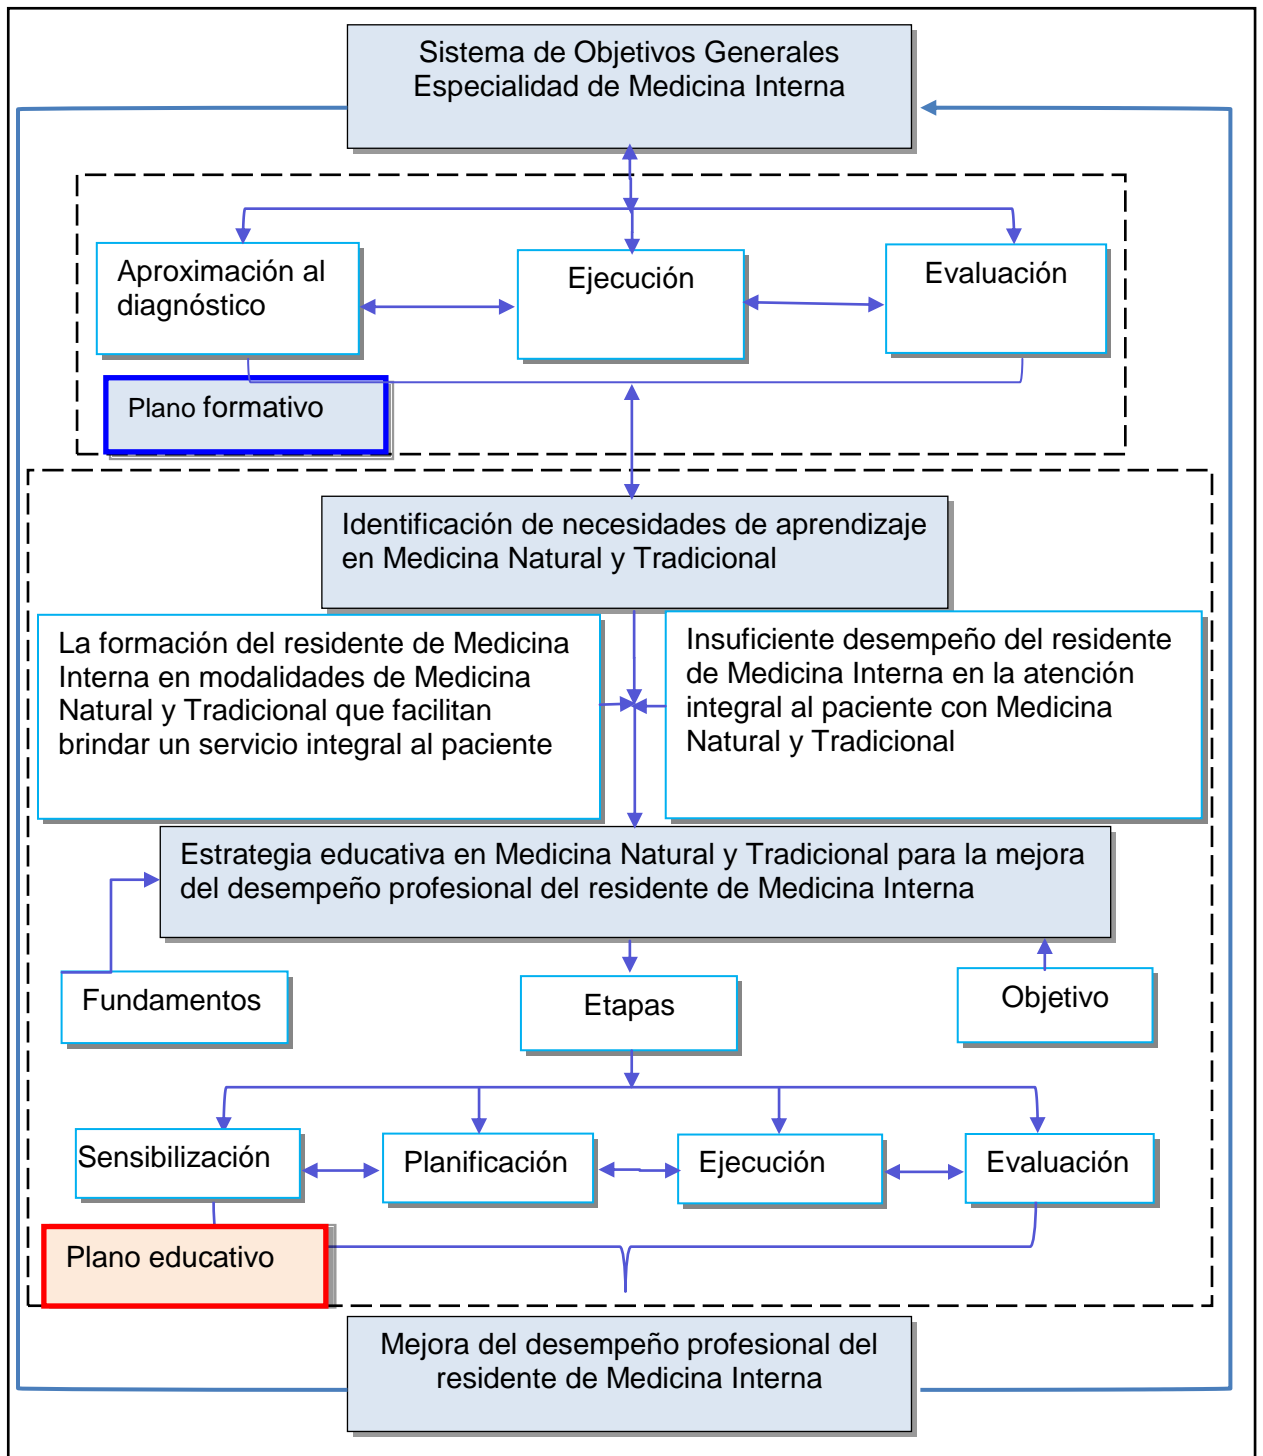 Sistema de Objetivos Generales
Especialidad de Medicina Interna
Aproximación al
diagnóstico
Ejecución
Evaluación
Plano formativo
Identificación de necesidades de aprendizaje
en Medicina Natural y Tradicional
La formación del residente de Medicina
Interna en modalidades de Medicina
Natural y Tradicional que facilitan
brindar un servicio integral al paciente
Insuficiente desempeño del residente
de Medicina Interna en la atención
integral al paciente con Medicina
Natural y Tradicional
Estrategia educativa en Medicina Natural y Tradicional para la mejora
del desempeño profesional del residente de Medicina Interna
Fundamentos
Etapas
Objetivo
Sensibilización
Planificación
Ejecución
Evaluación
Plano educativo
Mejora del desempeño profesional del
residente de Medicina Interna